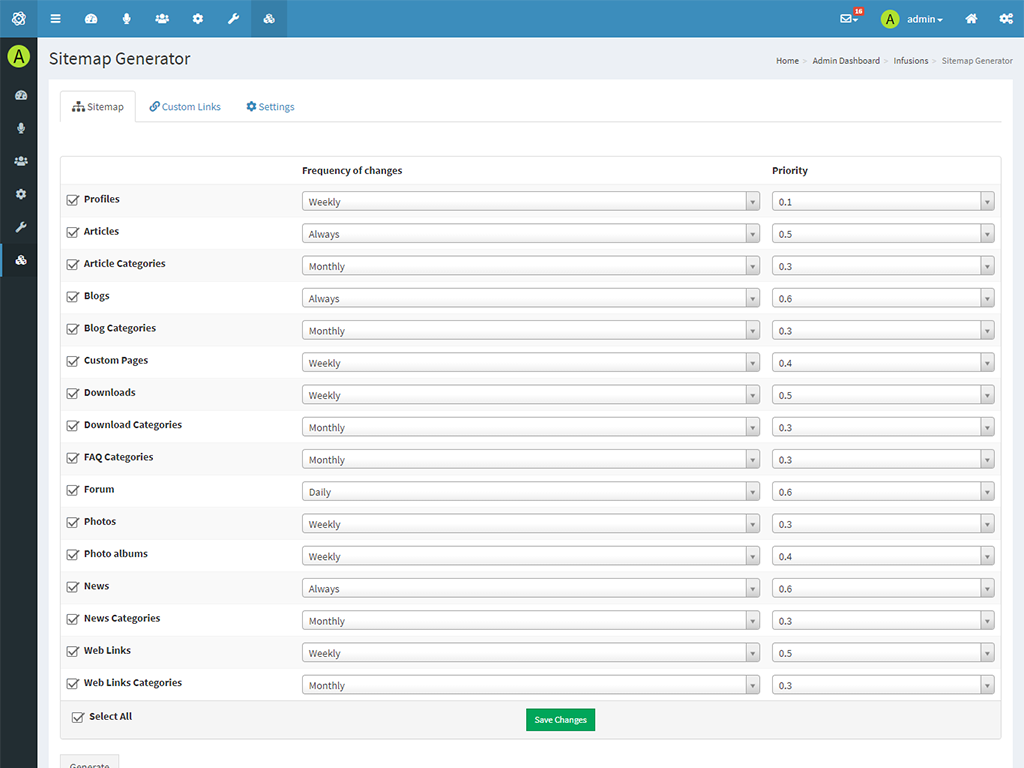 16
A admin
A
Sitemap Generator
Home > Admin Dashboard > Infusions > Sitemap Generator
Sitemap Custom Links Settings
Frequency of changes Priority
Profiles Weekly 0.1
Articles Always 0.5
Article Categories Monthly 0.3
Blogs Always 0.6
Blog Categories Monthly 0.3
Custom Pages Weekly 0.4
Downloads Weekly 0.5
Download Categories Monthly 0.3
FAQ Categories Monthly 0.3
Forum Daily 0.6
Photos Weekly 0.3
Photo albums Weekly 0.4
News Always 0.6
News Categories Monthly 0.3
Web Links Weekly 0.5
Web Links Categories Monthly 0.3
Select All Save Changes
Generate